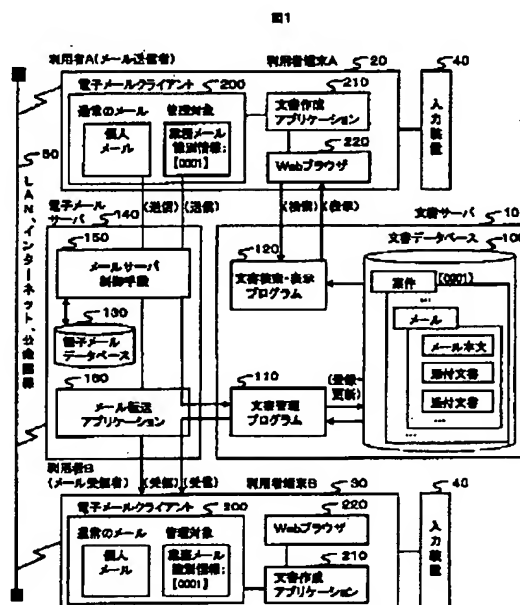 図1
利用者A(メール送信者)
利用者端末A
20
40
電子メールクライアント
200
210
通常のメール
管理対象
文書作成
アプリケーション
入力装置
個人
メール
業務メール
識別情報:
[0001]
220
Webブラウザ
50
LAN、インターネット、公衆回線
電子メール
サーバ
140
(送信)
(送信)
(検索)
(表示)
文書サーバ
10
150
メールサーバ
制御手段
120
文書検索・表示
プログラム
文書データベース
100
案件
[0001]
...
メール
メール本文
添付文書
添付文書
...
...
130
電子メール
データベース
160
メール転送
アプリケーション
110
文書管理
プログラム
(登録・
更新)
利用者B
(メール受信者)
(受信)
(受信)
利用者端末B
30
40
電子メールクライアント
200
220
通常のメール
管理対象
Webブラウザ
入力装置
個人
メール
業務メール
識別情報:
[0001]
210
文書作成
アプリケーション